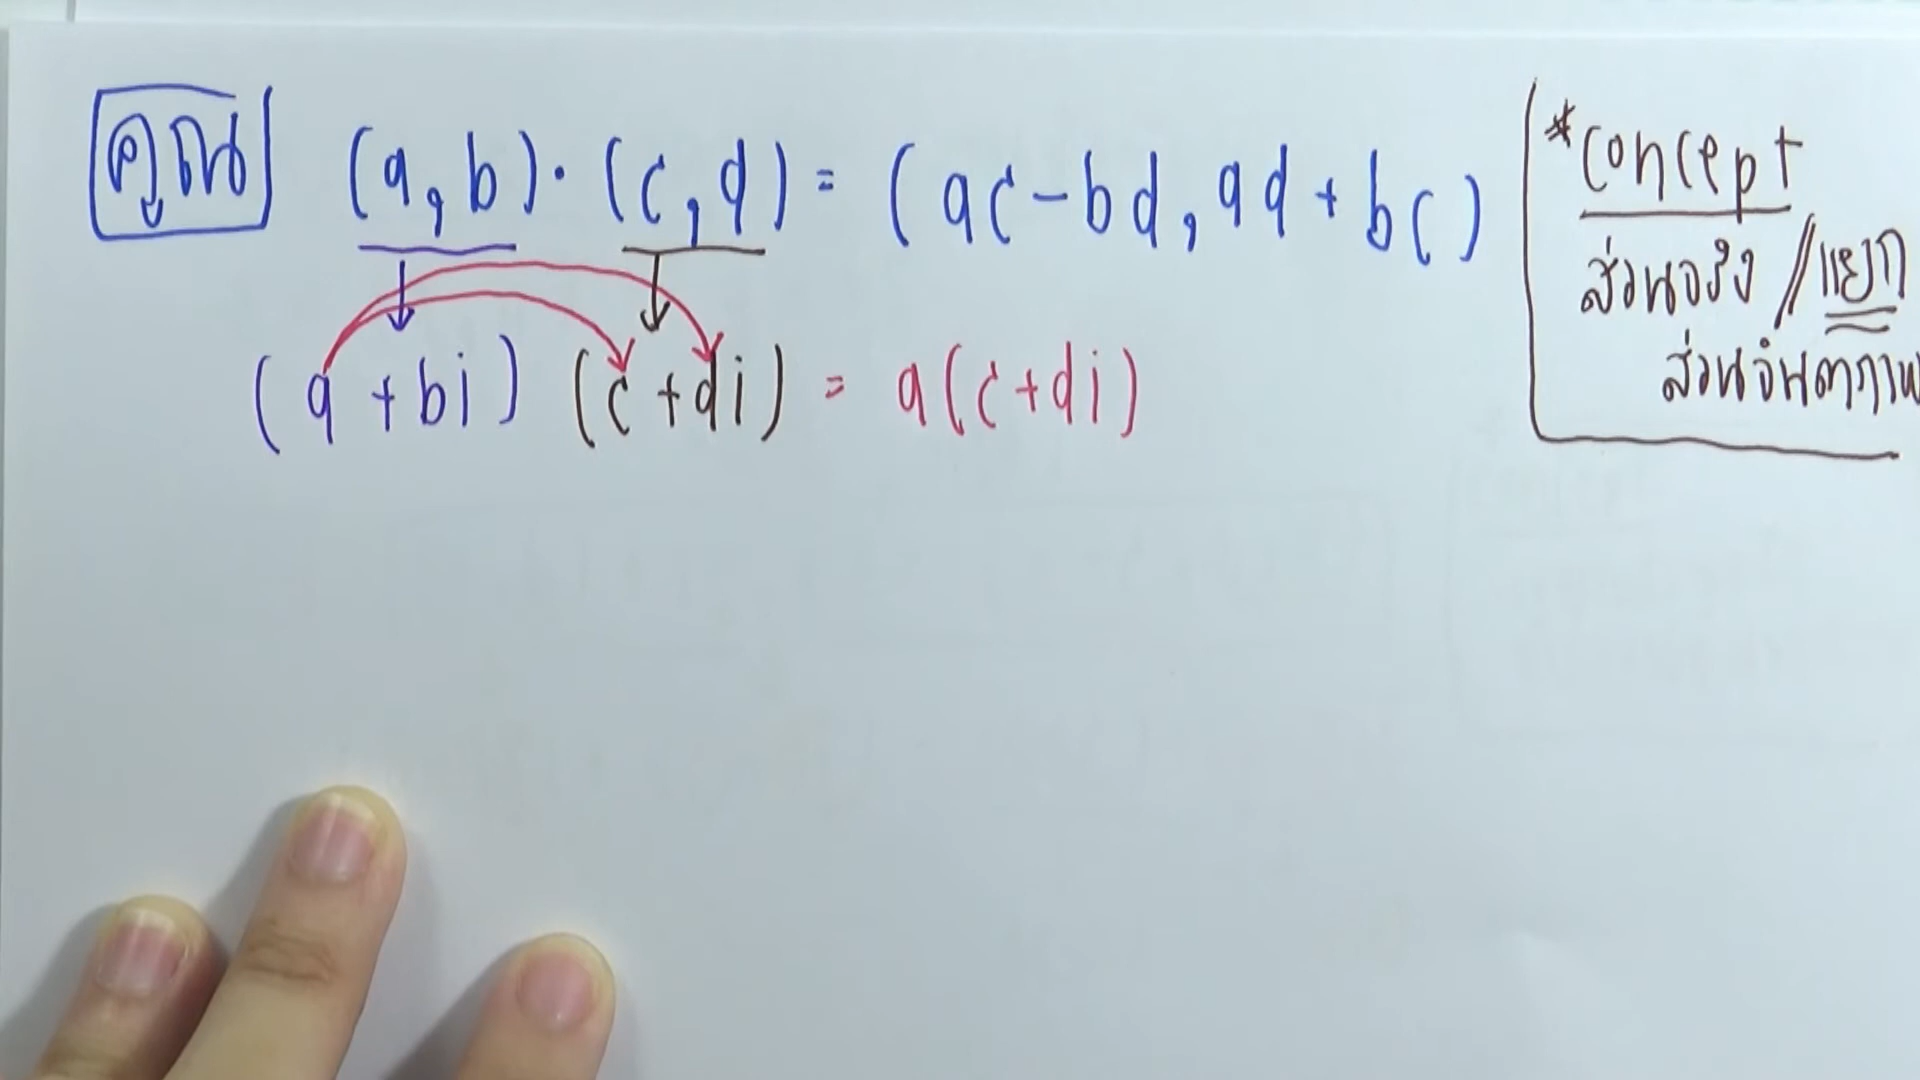 คูณ (a,b)·(c,d) = (ac-bd, ad+bc)
(a+bi) (c+di) = a(c+di)
*concept
ส่วนจริง // แยก
ส่วนจินตภาพ